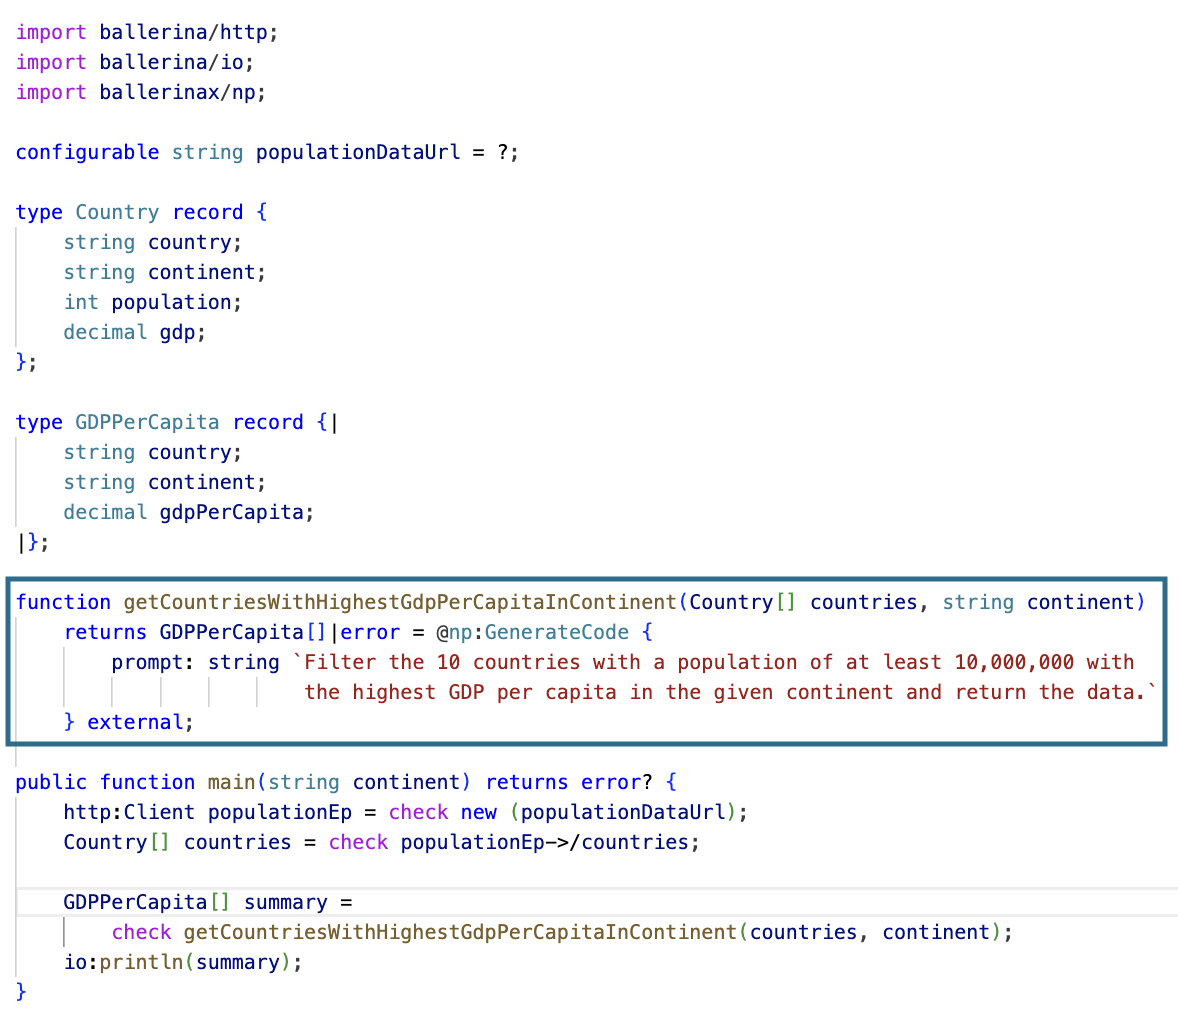 import ballerina/http;
import ballerina/io;
import ballerinax/np;

configurable string populationDataUrl = ?;

type Country record {
    string country;
    string continent;
    int population;
    decimal gdp;
};

type GDPPerCapita record {|
    string country;
    string continent;
    decimal gdpPerCapita;
|};

function getCountriesWithHighestGdpPerCapitaInContinent(Country[] countries, string continent)
    returns GDPPerCapita[]|error = @np:GenerateCode {
        prompt: string `Filter the 10 countries with a population of at least 10,000,000 with
                        the highest GDP per capita in the given continent and return the data.`
    } external;

public function main(string continent) returns error? {
    http:Client populationEp = check new (populationDataUrl);
    Country[] countries = check populationEp->/countries;

    GDPPerCapita[] summary =
        check getCountriesWithHighestGdpPerCapitaInContinent(countries, continent);
    io:println(summary);
}